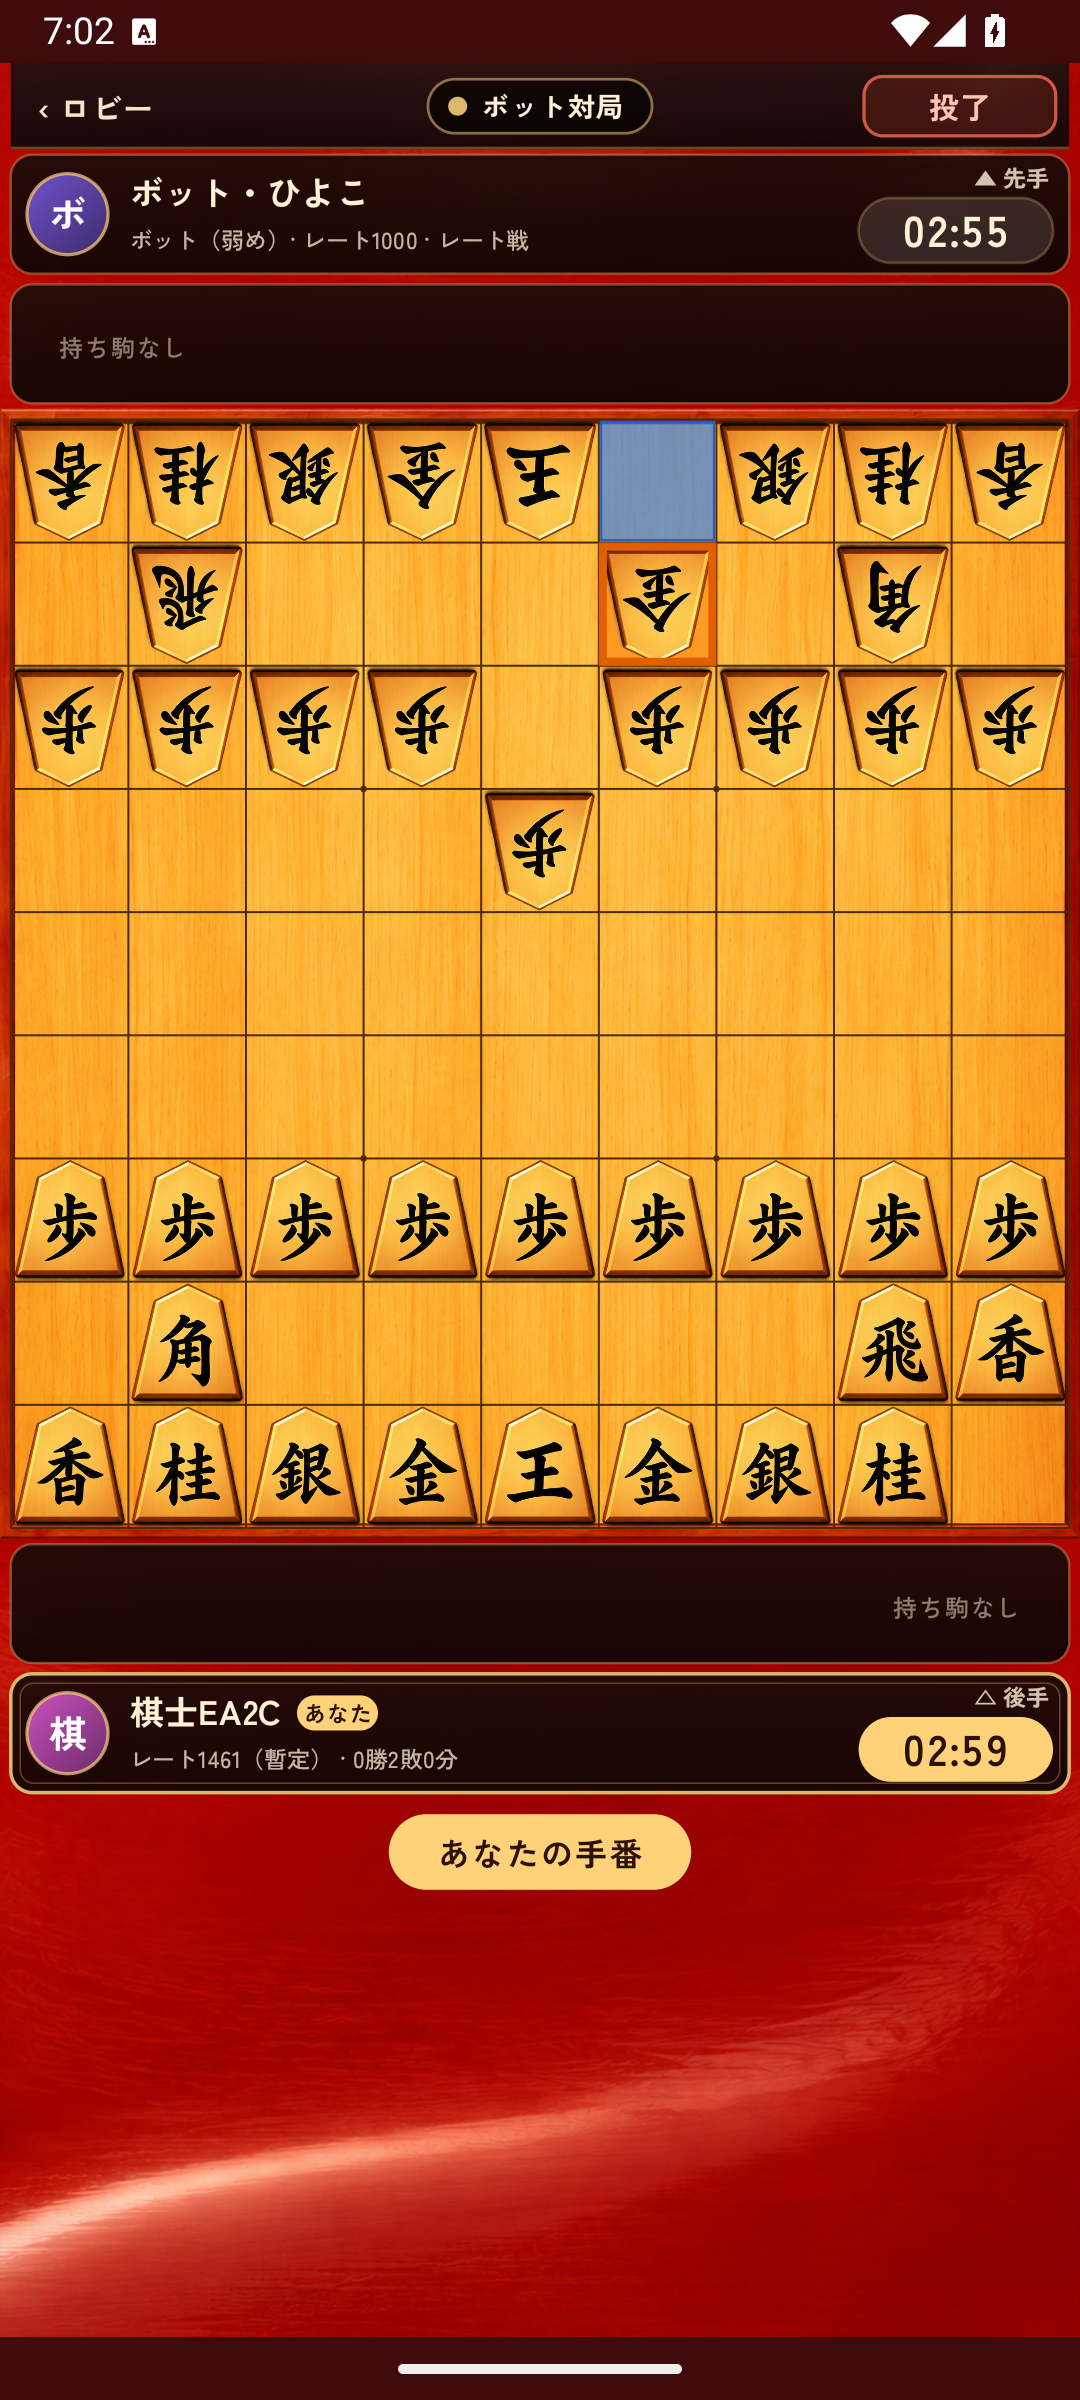 7:02 A
‹ ロビー
ボット対局
投了
ボ
ボット・ひよこ
ボット（弱め）· レート1000 · レート戦
▲先手
02:55
持ち駒なし
香桂銀金玉銀桂香
飛金角
歩歩歩歩歩歩歩歩
歩
歩歩歩歩歩歩歩歩歩
角飛香
香桂銀金王金銀桂
持ち駒なし
棋
棋士EA2C あなた
レート1461（暫定） · 0勝2敗0分
△後手
02:59
あなたの手番